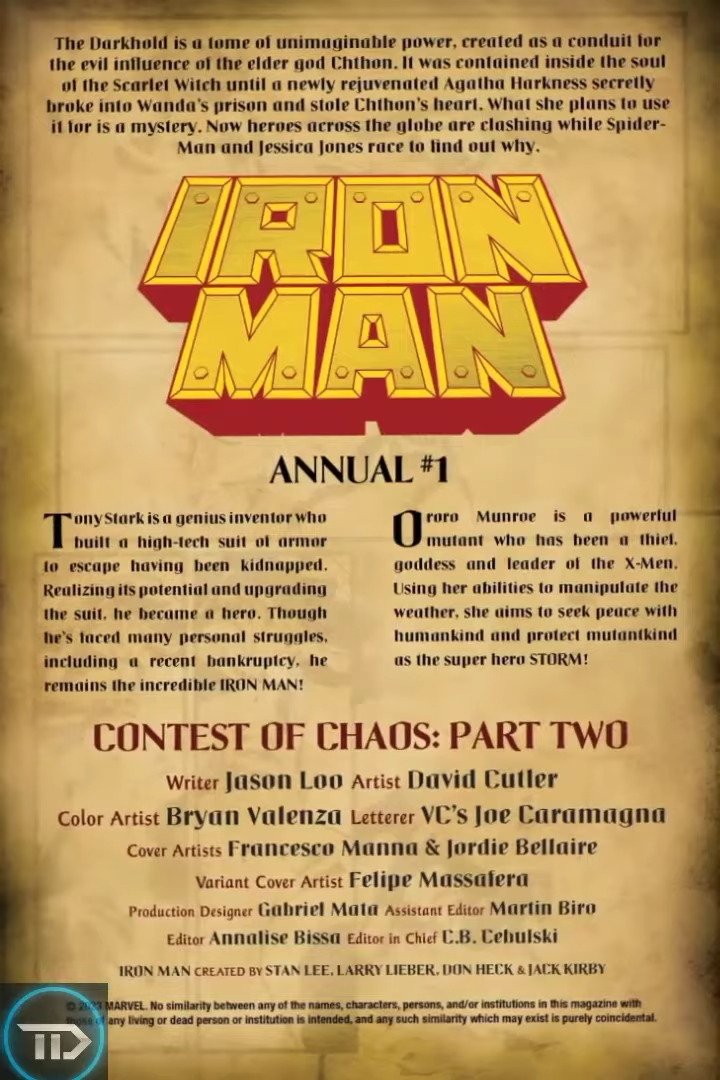 The Darkhold is a tome of unimaginable power, created as a conduit for
the evil influence of the elder god Chthon. It was contained inside the soul
of the Scarlet Witch until a newly rejuvenated Agatha Harkness secretly
broke into Wanda's prison and stole Chthon's heart. What she plans to use
it for is a mystery. Now heroes across the globe are clashing while Spider-
Man and Jessica Jones race to find out why.
IRON
MAN
ANNUAL #1
Tony Stark is a genius inventor who
built a high-tech suit of armor
to escape having been kidnapped.
Realizing its potential and upgrading
the suit, he became a hero. Though
he's faced many personal struggles,
including a recent bankruptcy, he
remains the incredible IRON MAN!
Ororo Munroe is a powerful
mutant who has been a thief,
goddess and leader of the X-Men.
Using her abilities to manipulate the
weather, she aims to seek peace with
humankind and protect mutantkind
as the super hero STORM!
CONTEST OF CHAOS: PART TWO
Writer Jason Loo Artist David Cutler
Color Artist Bryan Valenza Letterer VC's Joe Caramagna
Cover Artists Francesco Manna & Jordie Bellaire
Variant Cover Artist Felipe Massafera
Production Designer Gabriel Mata Assistant Editor Martin Biro
Editor Annalise Bissa Editor in Chief C.B. Cebulski
IRON MAN CREATED BY STAN LEE, LARRY LIEBER, DON HECK & JACK KIRBY
© 2023 MARVEL. No similarity between any of the names, characters, persons, and/or institutions in this magazine with
those of any living or dead person or institution is intended, and any such similarity which may exist is purely coincidental.